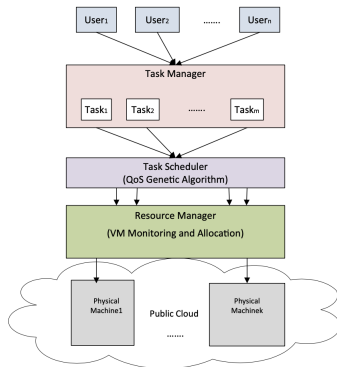 User₁ User₂ ……. Userₙ
Task Manager
Task₁ Task₂ ……. Taskₘ
Task Scheduler
(QoS Genetic Algorithm)
Resource Manager
(VM Monitoring and Allocation)
Physical
Machine1
Public Cloud
…….
Physical
Machinek